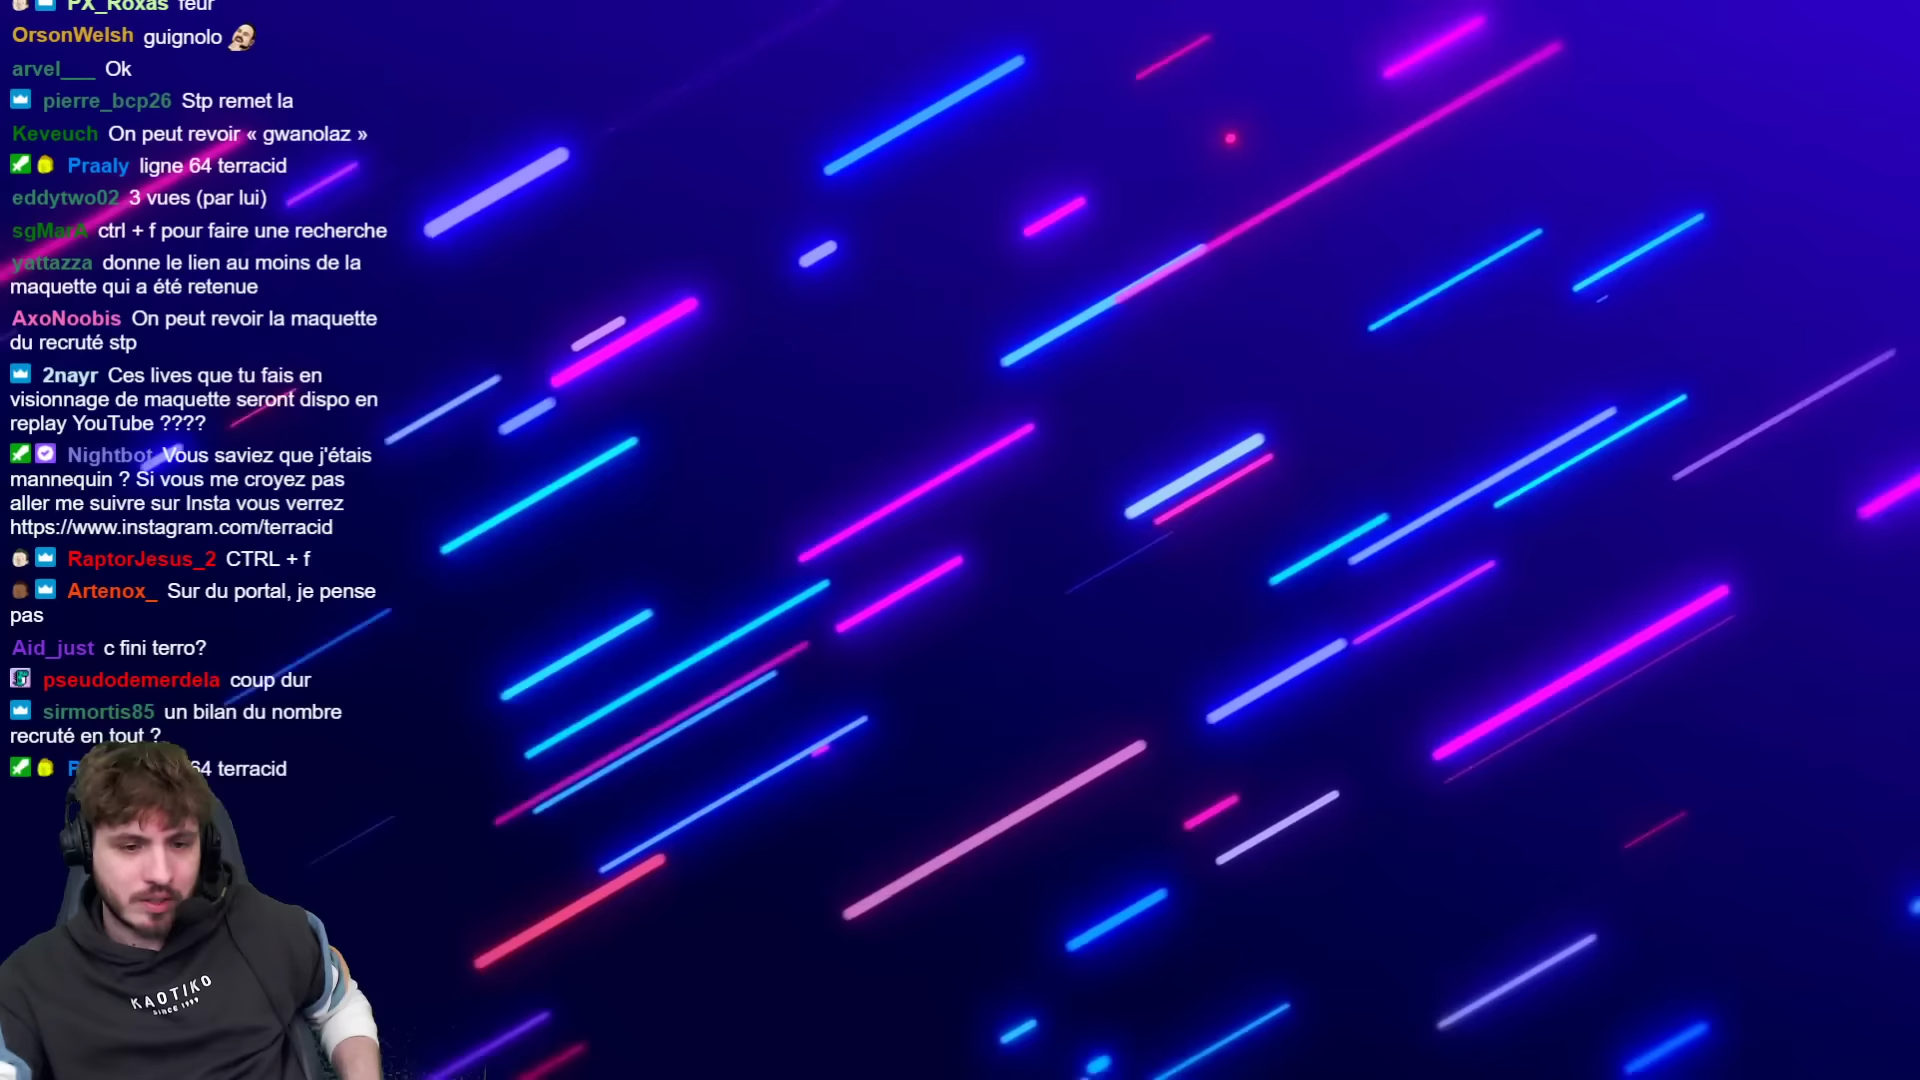 PX_Roxas feur
OrsonWelsh guignolo
arvel___ Ok
pierre_bcp26 Stp remet la
Keveuch On peut revoir « gwanolaz »
Praaly ligne 64 terracid
eddytwo02 3 vues (par lui)
sgMarA ctrl + f pour faire une recherche
yattazza donne le lien au moins de la
maquette qui a été retenue
AxoNoobis On peut revoir la maquette
du recruté stp
2nayr Ces lives que tu fais en
visionnage de maquette seront dispo en
replay YouTube ????
Nightbot Vous saviez que j'étais
mannequin ? Si vous me croyez pas
aller me suivre sur Insta vous verrez
https://www.instagram.com/terracid
RaptorJesus_2 CTRL + f
Artenox_ Sur du portal, je pense
pas
Aid_just c fini terro?
pseudodemerdela coup dur
sirmortis85 un bilan du nombre
recruté en tout ?
64 terracid
KAOTIKO
SINCE 1999